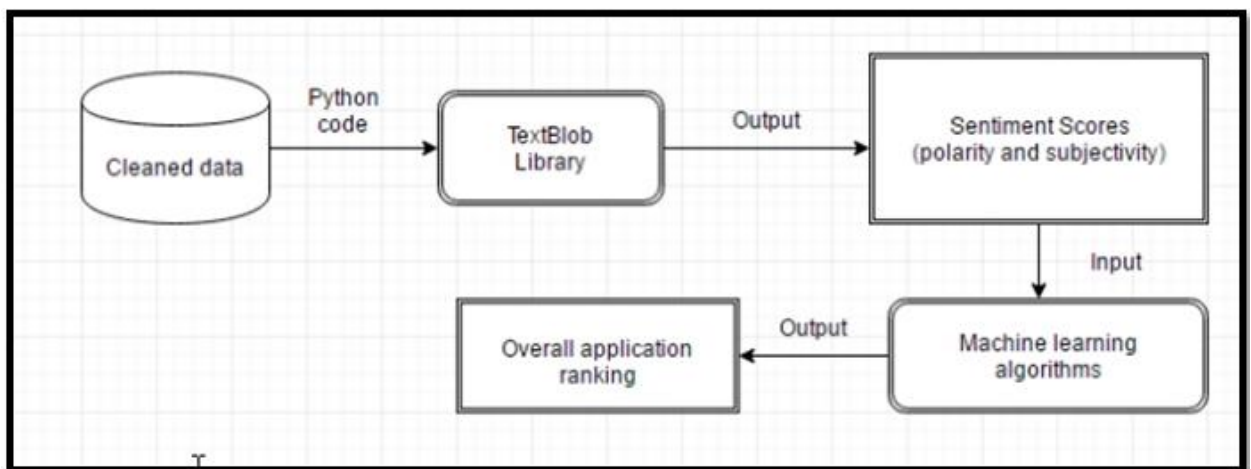 Cleaned data
Python
code
TextBlob
Library
Output
Sentiment Scores
(polarity and subjectivity)
Input
Machine learning
algorithms
Output
Overall application
ranking